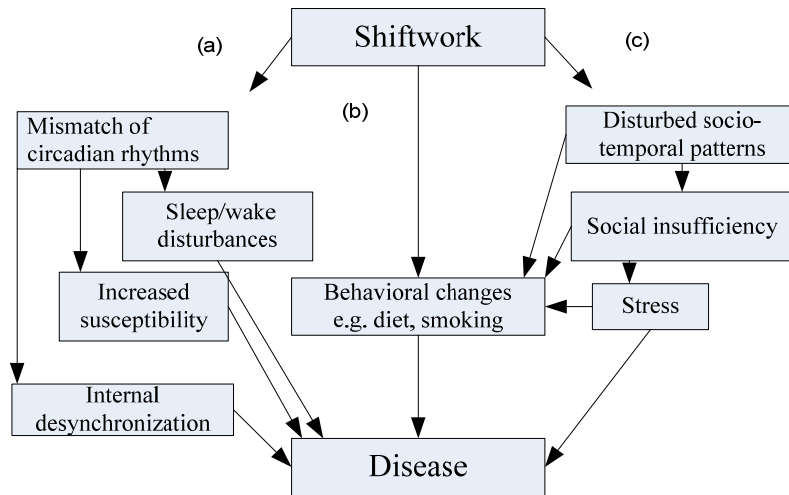 Shiftwork
(a)
(c)
(b)
Mismatch of
circadian rhythms
Disturbed socio-
temporal patterns
Sleep/wake
disturbances
Social insufficiency
Increased
susceptibility
Behavioral changes
e.g. diet, smoking
Stress
Internal
desynchronization
Disease